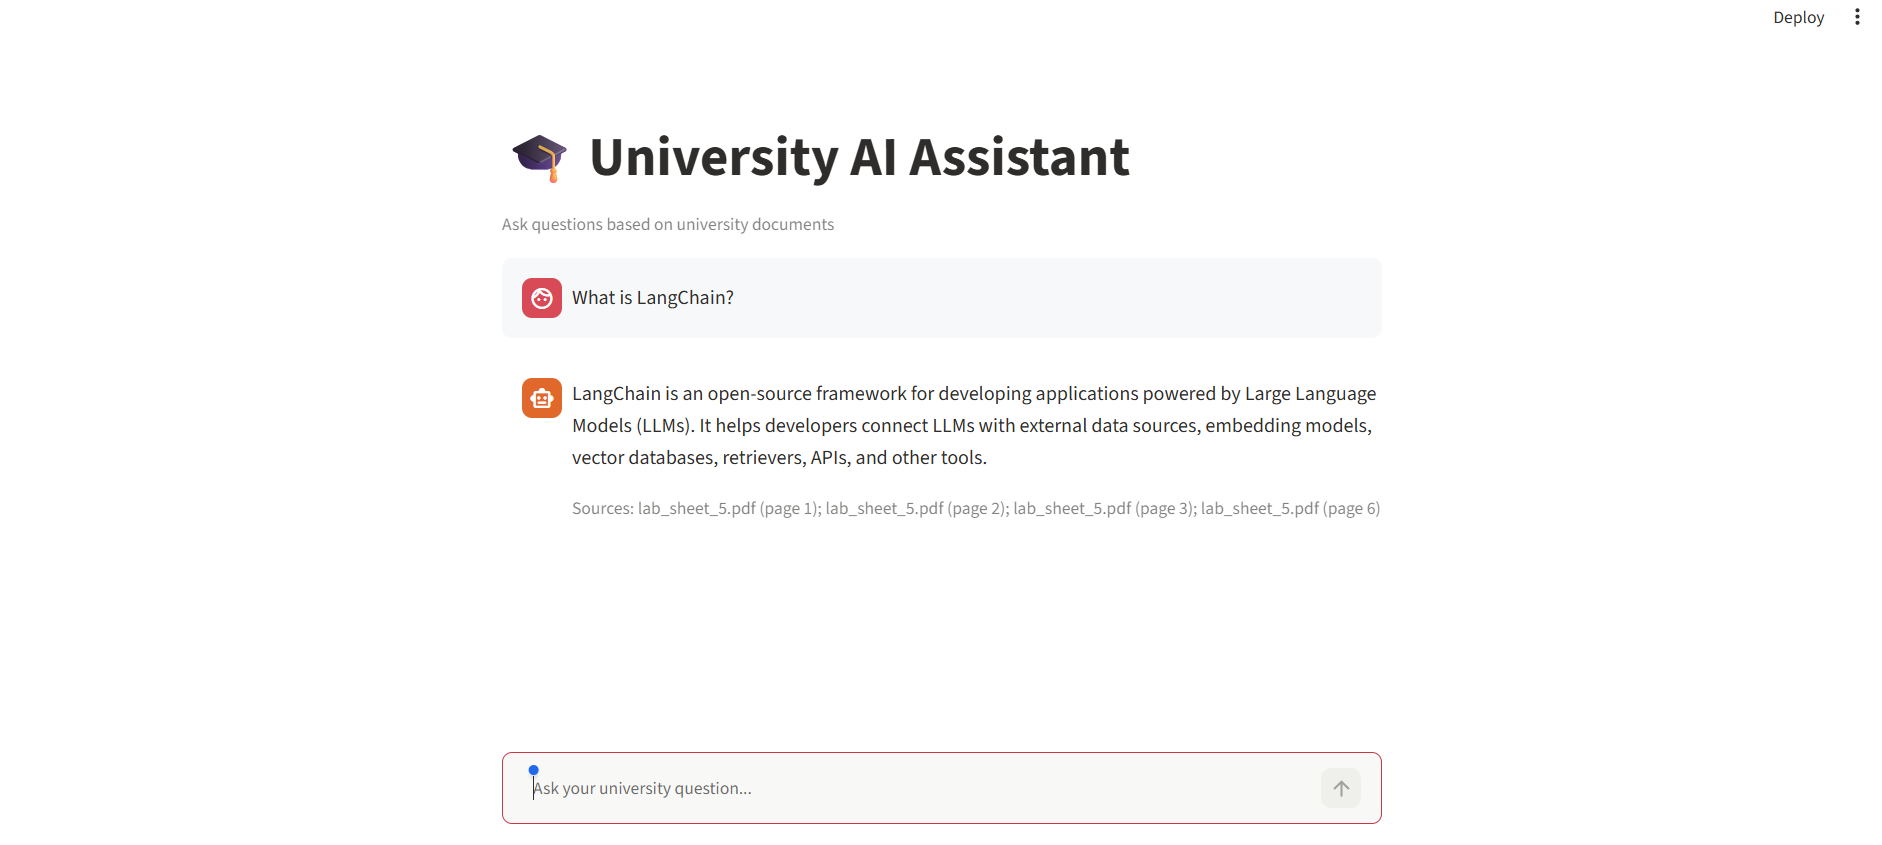 Deploy
University AI Assistant
Ask questions based on university documents
What is LangChain?
LangChain is an open-source framework for developing applications powered by Large Language
Models (LLMs). It helps developers connect LLMs with external data sources, embedding models,
vector databases, retrievers, APIs, and other tools.
Sources: lab_sheet_5.pdf (page 1); lab_sheet_5.pdf (page 2); lab_sheet_5.pdf (page 3); lab_sheet_5.pdf (page 6)
Ask your university question...